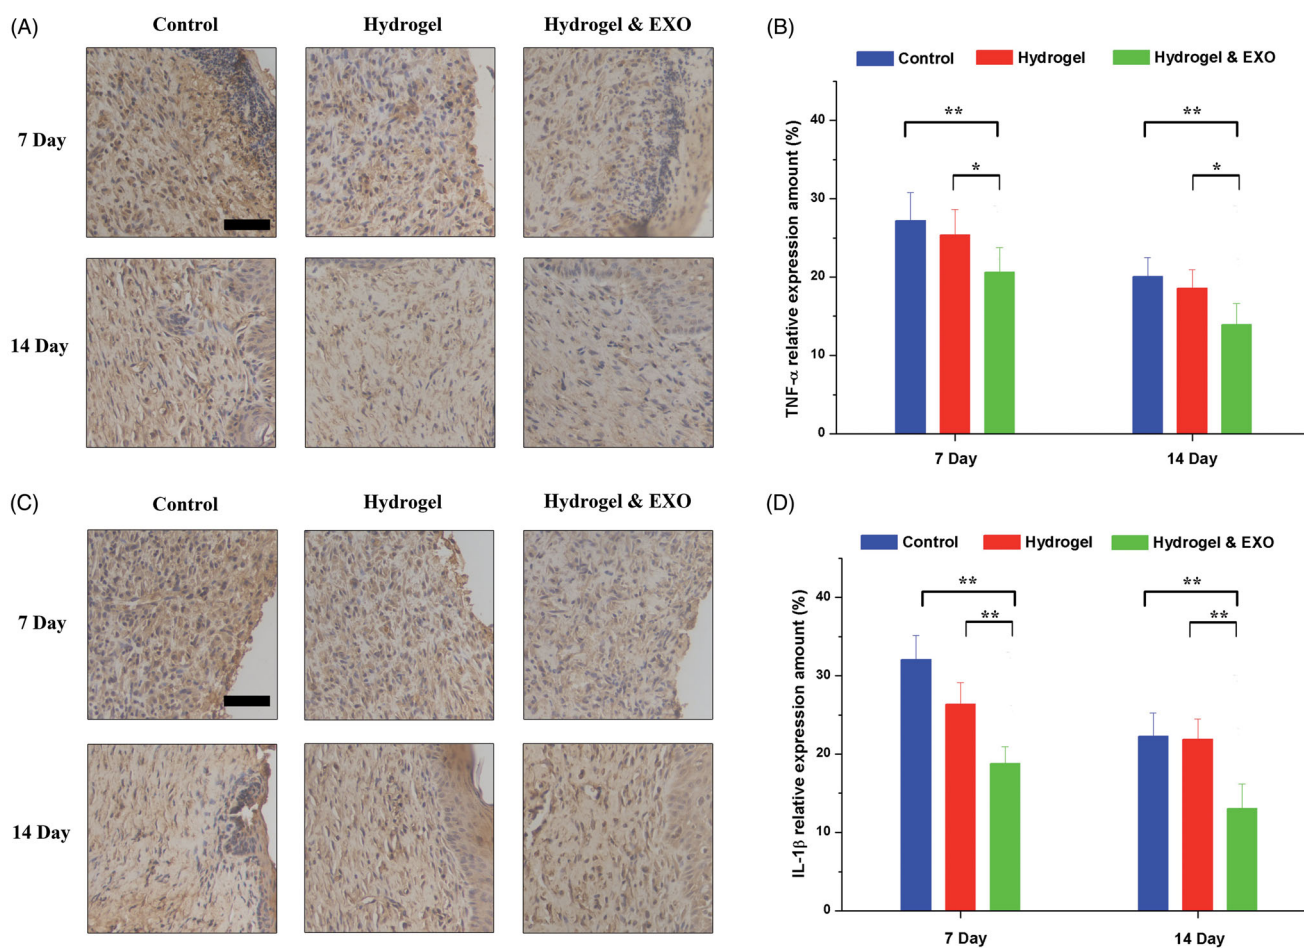 (A)
Control Hydrogel Hydrogel & EXO
7 Day
14 Day
(B)
Control Hydrogel Hydrogel & EXO
TNF-α relative expression amount (%)
40
30
20
10
0
** **
* *
7 Day 14 Day
(C)
Control Hydrogel Hydrogel & EXO
7 Day
14 Day
(D)
Control Hydrogel Hydrogel & EXO
IL-1β relative expression amount (%)
40
30
20
10
0
** **
** **
7 Day 14 Day